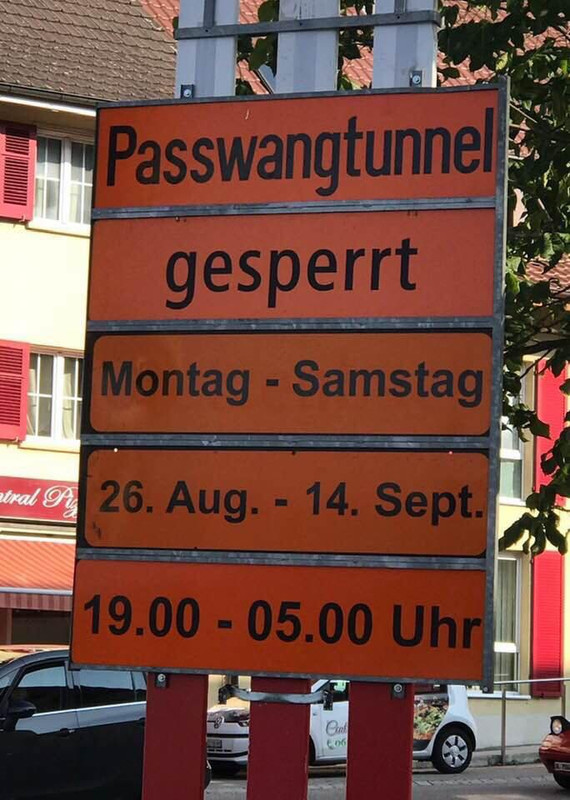 Passwangtunnel
gesperrt
Montag - Samstag
26. Aug. - 14. Sept.
19.00 - 05.00 Uhr